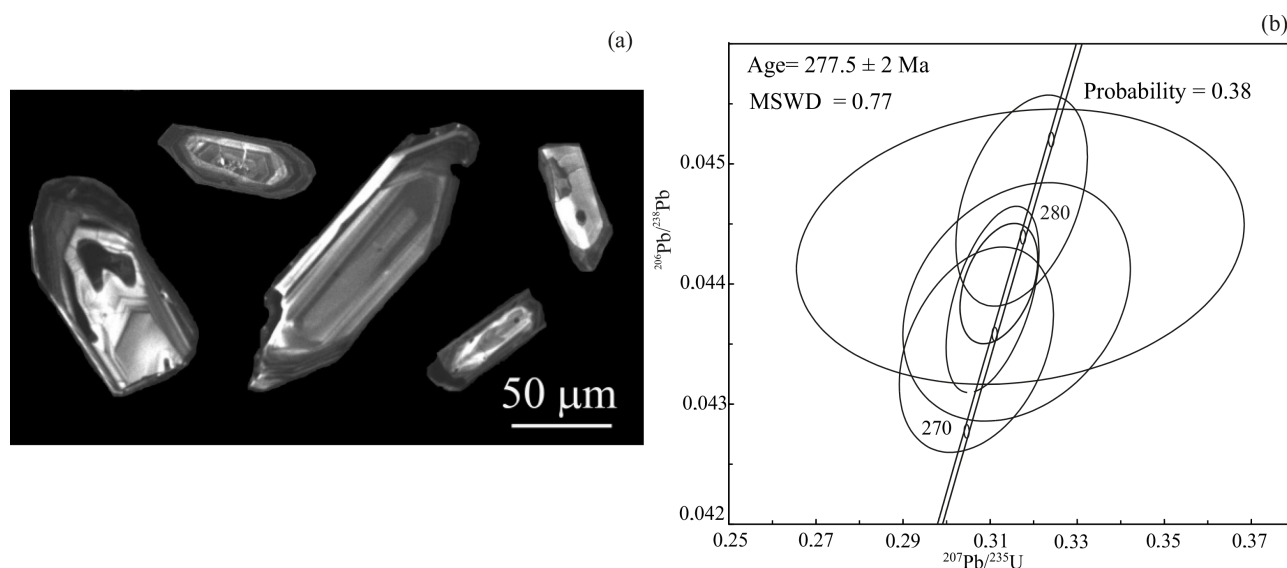 (a)
50 μm
(b)
Age= 277.5 ± 2 Ma
MSWD = 0.77
Probability = 0.38
280
270
0.045
0.044
0.043
0.042
²⁰⁶Pb/²³⁸Pb
0.25 0.27 0.29 0.31 0.33 0.35 0.37
²⁰⁷Pb/²³⁵U